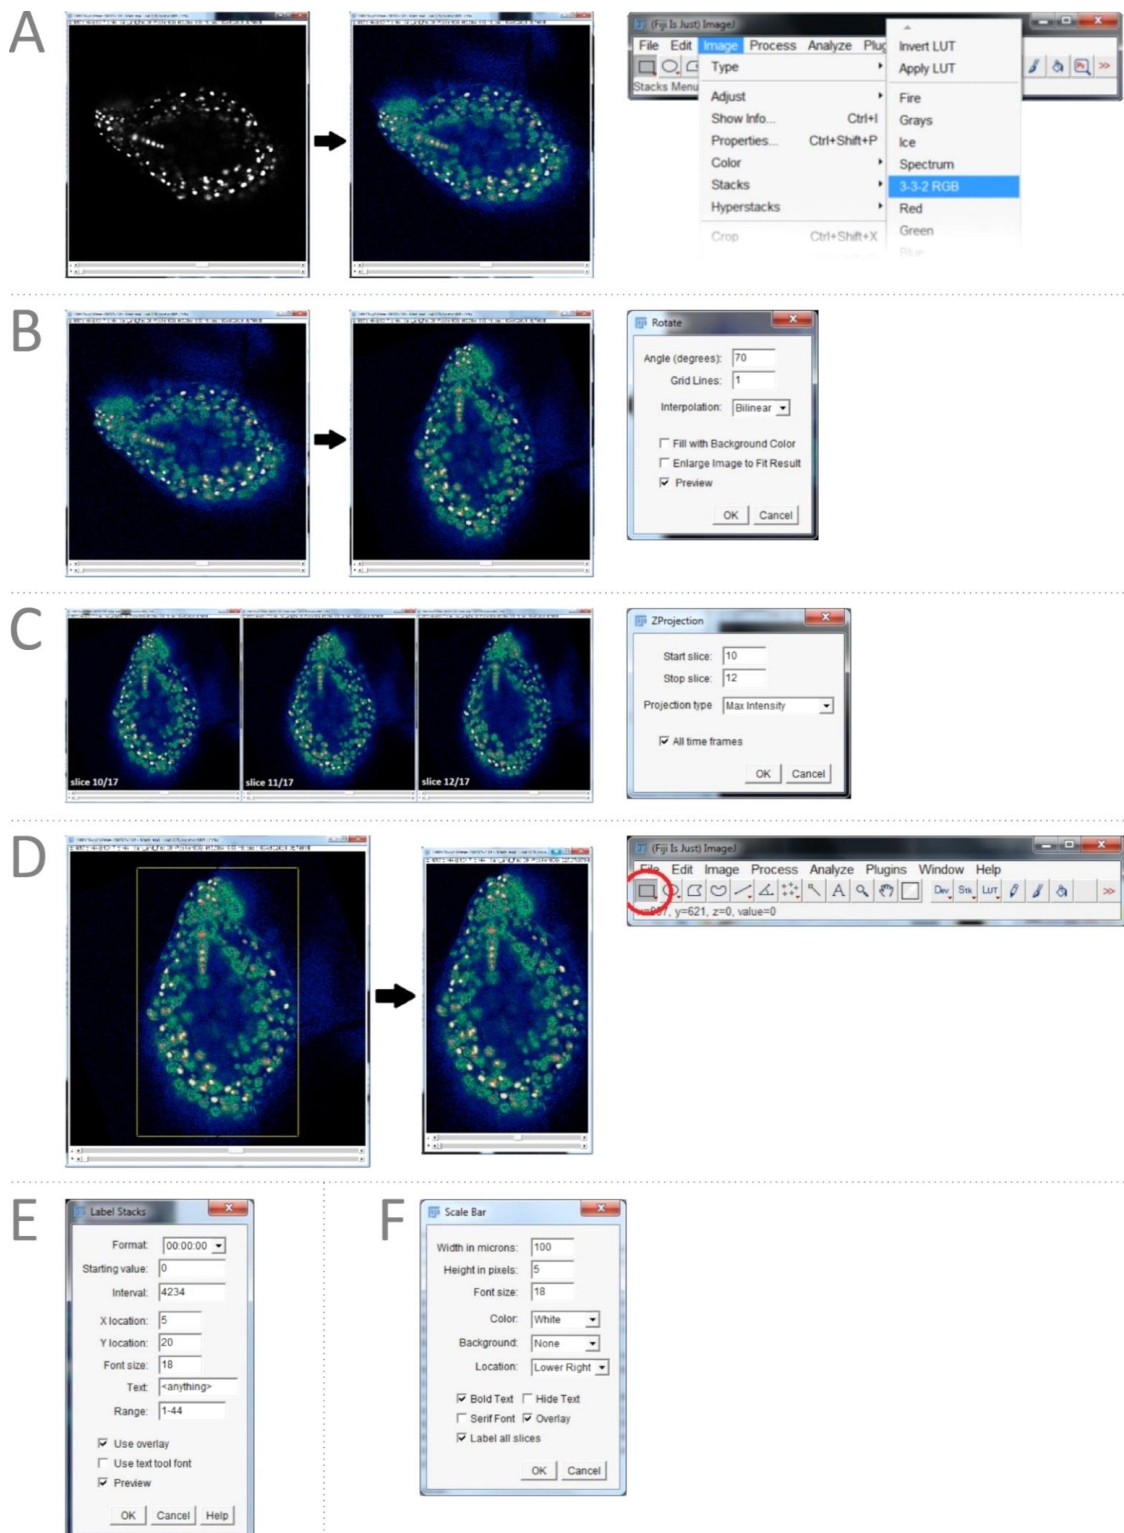 A
(Fiji Is Just) ImageJ
File Edit Image Process Analyze Plug
Stacks Menu
Type
Adjust
Show Info... Ctrl+I
Properties... Ctrl+Shift+P
Color
Stacks
Hyperstacks
Crop Ctrl+Shift+X
Invert LUT
Apply LUT
Fire
Grays
Ice
Spectrum
3-3-2 RGB
Red
Green
Blue
B
Rotate
Angle (degrees): 70
Grid Lines: 1
Interpolation: Bilinear
Fill with Background Color
Enlarge Image to Fit Result
Preview
OK Cancel
C
slice 10/17
slice 11/17
slice 12/17
ZProjection
Start slice: 10
Stop slice: 12
Projection type Max Intensity
All time frames
OK Cancel
D
(Fiji Is Just) ImageJ
File Edit Image Process Analyze Plugins Window Help
A Dev Stk LUT >>
y=621, z=0, value=0
E
Label Stacks
Format: 00:00:00
Starting value: 0
Interval: 4234
X location: 5
Y location: 20
Font size: 18
Text: <anything>
Range: 1-44
Use overlay
Use text tool font
Preview
OK Cancel Help
F
Scale Bar
Width in microns: 100
Height in pixels: 5
Font size: 18
Color: White
Background: None
Location: Lower Right
Bold Text Hide Text
Serif Font Overlay
Label all slices
OK Cancel